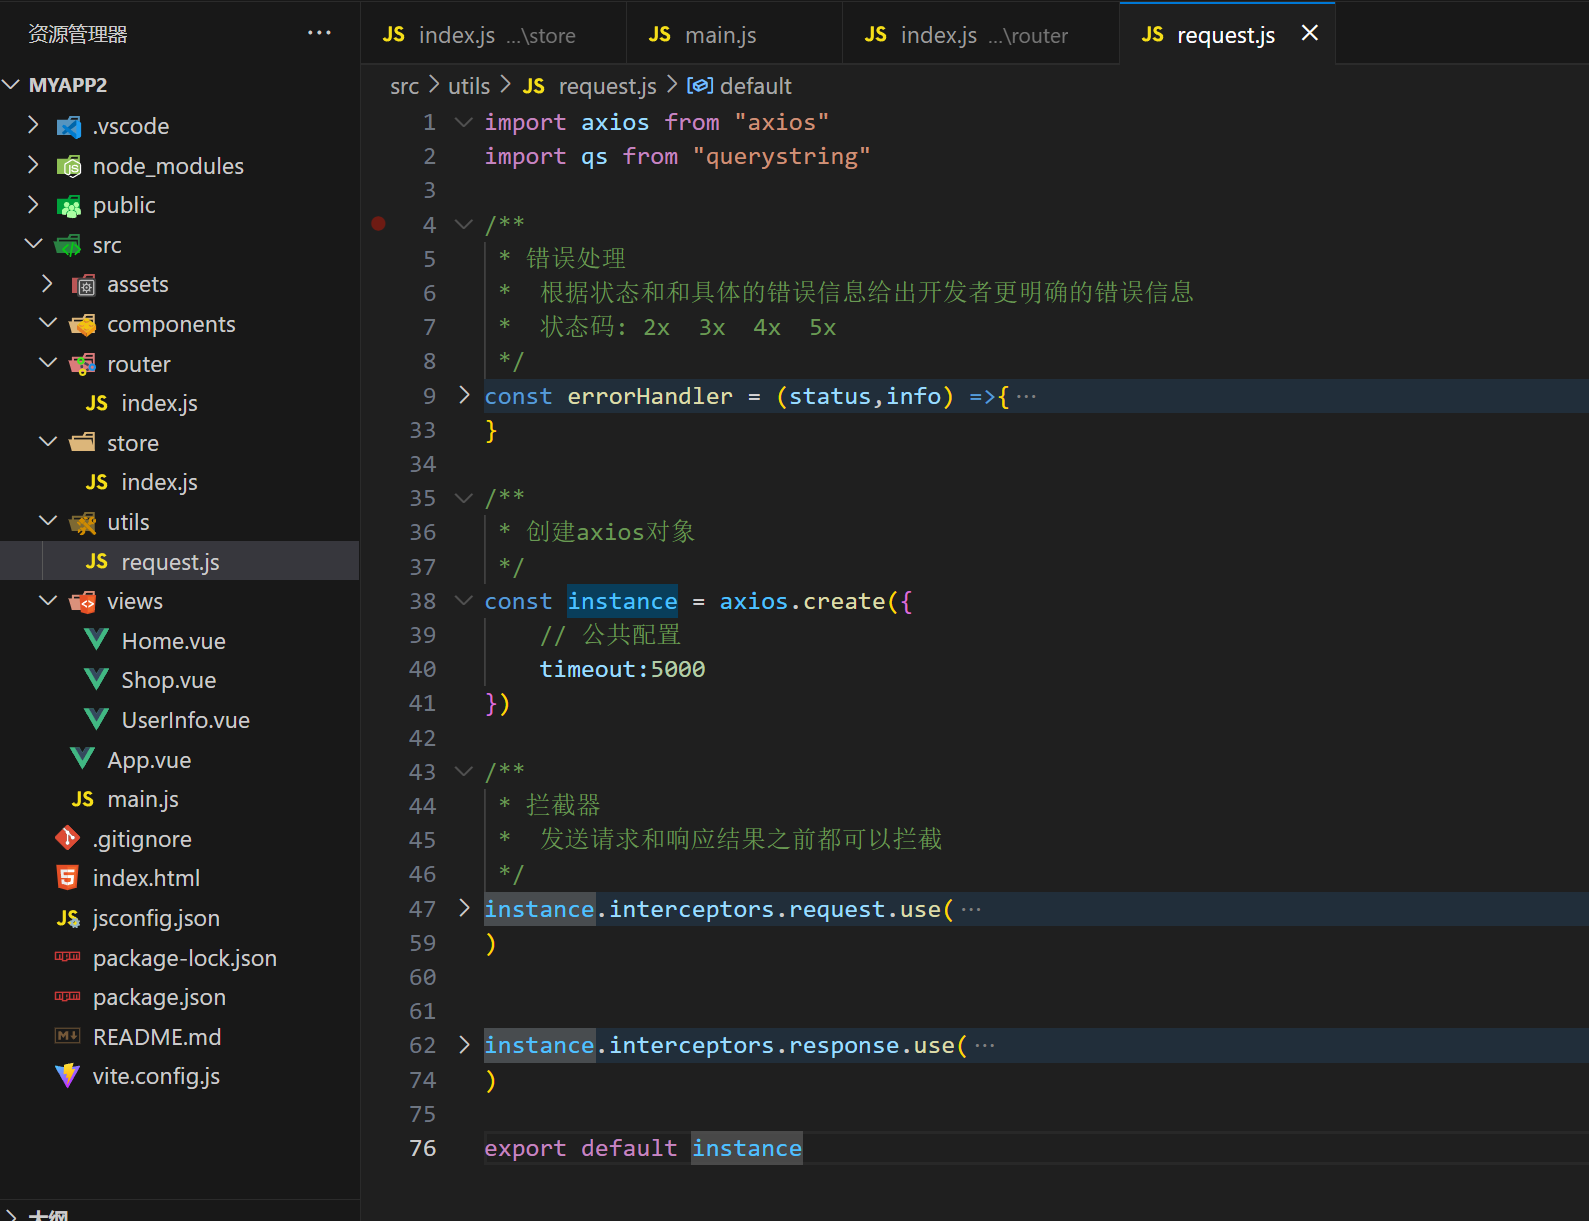 资源管理器 ···
MYAPP2
.vscode
node_modules
public
src
assets
components
router
index.js
store
index.js
utils
request.js
views
Home.vue
Shop.vue
UserInfo.vue
App.vue
main.js
.gitignore
index.html
jsconfig.json
package-lock.json
package.json
README.md
vite.config.js
大纲
JS index.js ...\store JS main.js JS index.js ...\router JS request.js ×
src > utils > JS request.js > default
1 import axios from "axios"
2 import qs from "querystring"
3
4 /**
5 * 错误处理
6 * 根据状态和和具体的错误信息给出开发者更明确的错误信息
7 * 状态码: 2x 3x 4x 5x
8 */
9 const errorHandler = (status,info) =>{ ···
33 }
34
35 /**
36 * 创建axios对象
37 */
38 const instance = axios.create({
39 // 公共配置
40 timeout:5000
41 })
42
43 /**
44 * 拦截器
45 * 发送请求和响应结果之前都可以拦截
46 */
47 instance.interceptors.request.use( ···
59 )
60
61
62 instance.interceptors.response.use( ···
74 )
75
76 export default instance